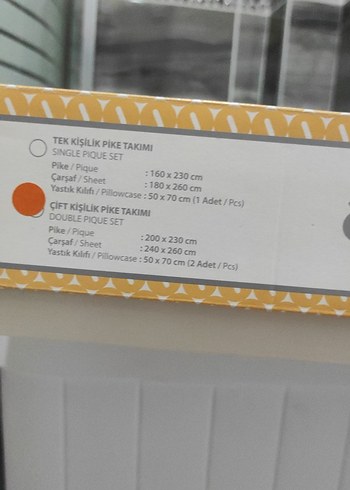 TEK KİŞİLİK PİKE TAKIMI
SINGLE PIQUE SET
Pike / Pique : 160 x 230 cm
Çarşaf / Sheet : 180 x 260 cm
Yastık Kılıfı / Pillowcase : 50 x 70 cm (1 Adet / Pcs)
ÇİFT KİŞİLİK PİKE TAKIMI
DOUBLE PIQUE SET
Pike / Pique : 200 x 230 cm
Çarşaf / Sheet : 240 x 260 cm
Yastık Kılıfı / Pillowcase : 50 x 70 cm (2 Adet / Pcs)